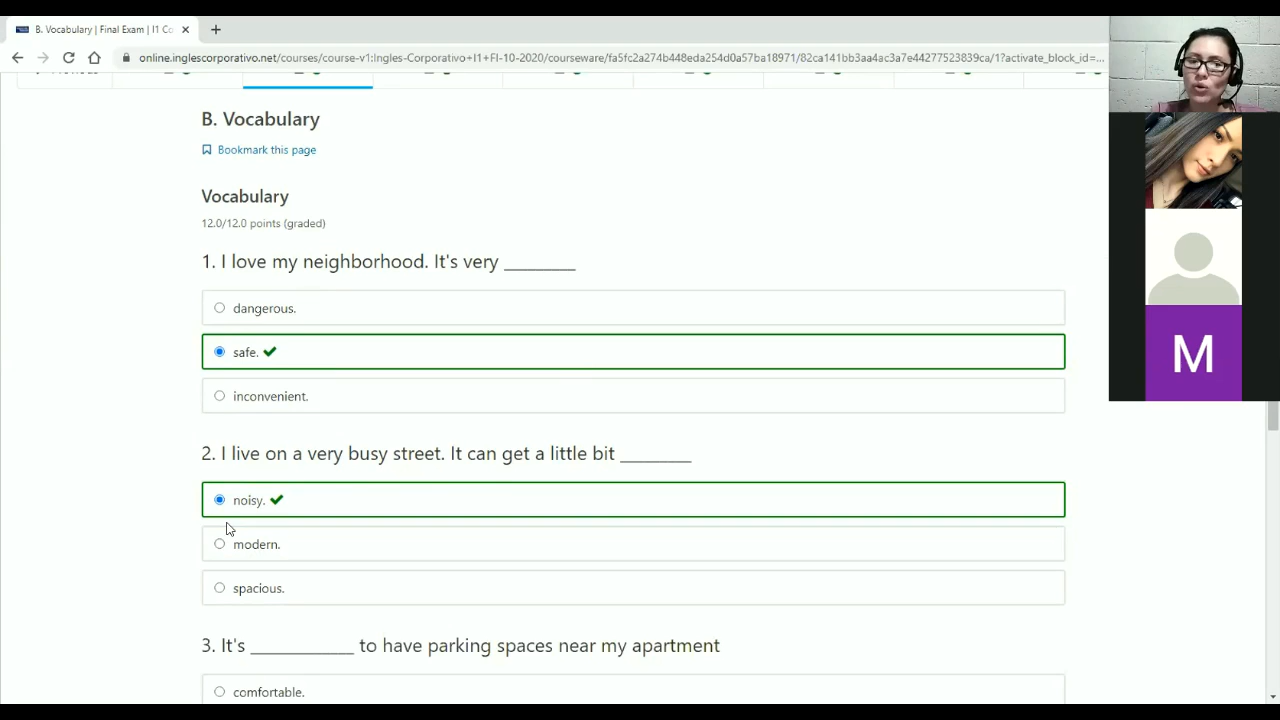 B. Vocabulary | Final Exam | I1 Co
online.inglescorporativo.net/courses/course-v1:Ingles-Corporativo+I1+FI-10-2020/courseware/fa5fc2a274b448eda254d0a57ba18971/82ca141bb3aa4ac3a7e44277523839ca/1?activate_block_id=...
B. Vocabulary
Bookmark this page
Vocabulary
12.0/12.0 points (graded)
1. I love my neighborhood. It's very ________
dangerous.
safe.
inconvenient.
2. I live on a very busy street. It can get a little bit ________
noisy.
modern.
spacious.
3. It's ____________ to have parking spaces near my apartment
comfortable.
M